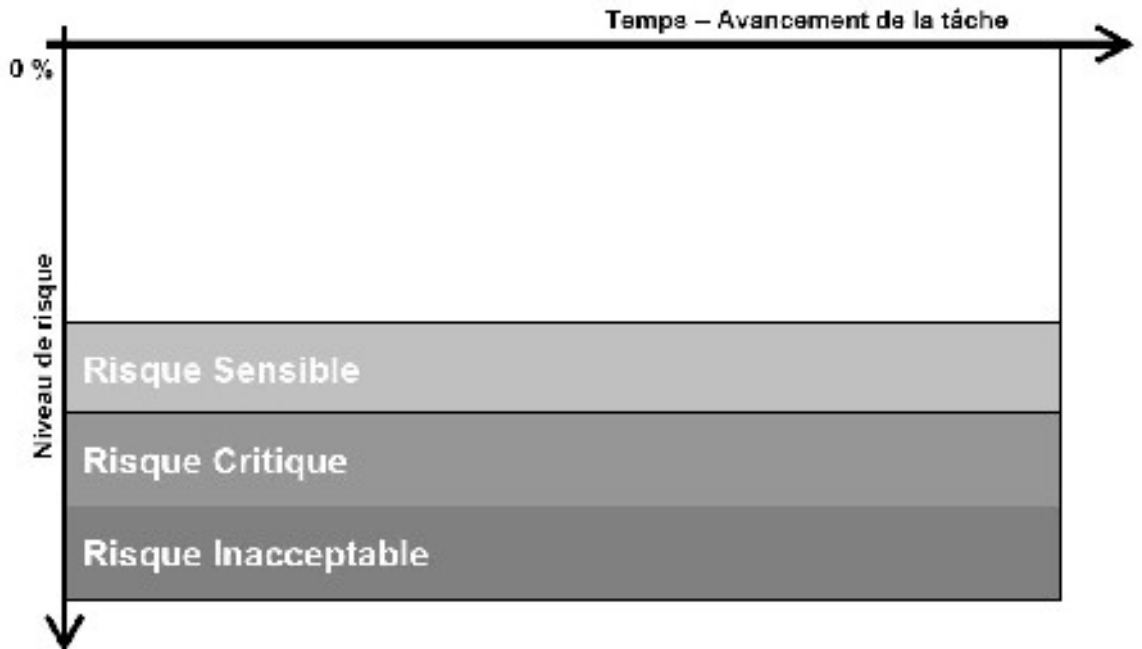 Temps – Avancement de la tâche
0 %
Niveau de risque
Risque Sensible
Risque Critique
Risque Inacceptable